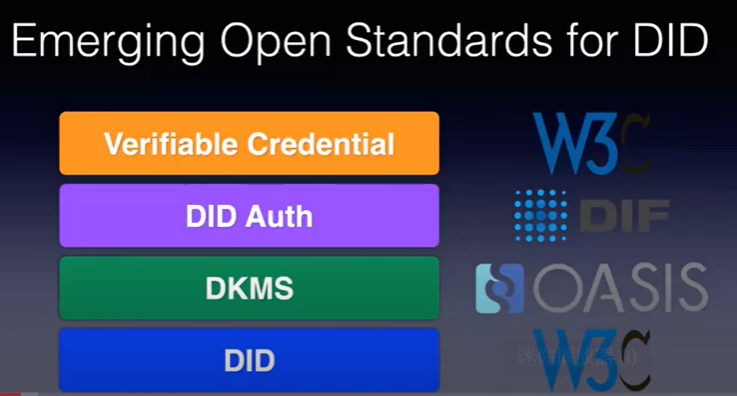 Emerging Open Standards for DID
Verifiable Credential
W3C
DID Auth
DIF
DKMS
OASIS
DID
W3C